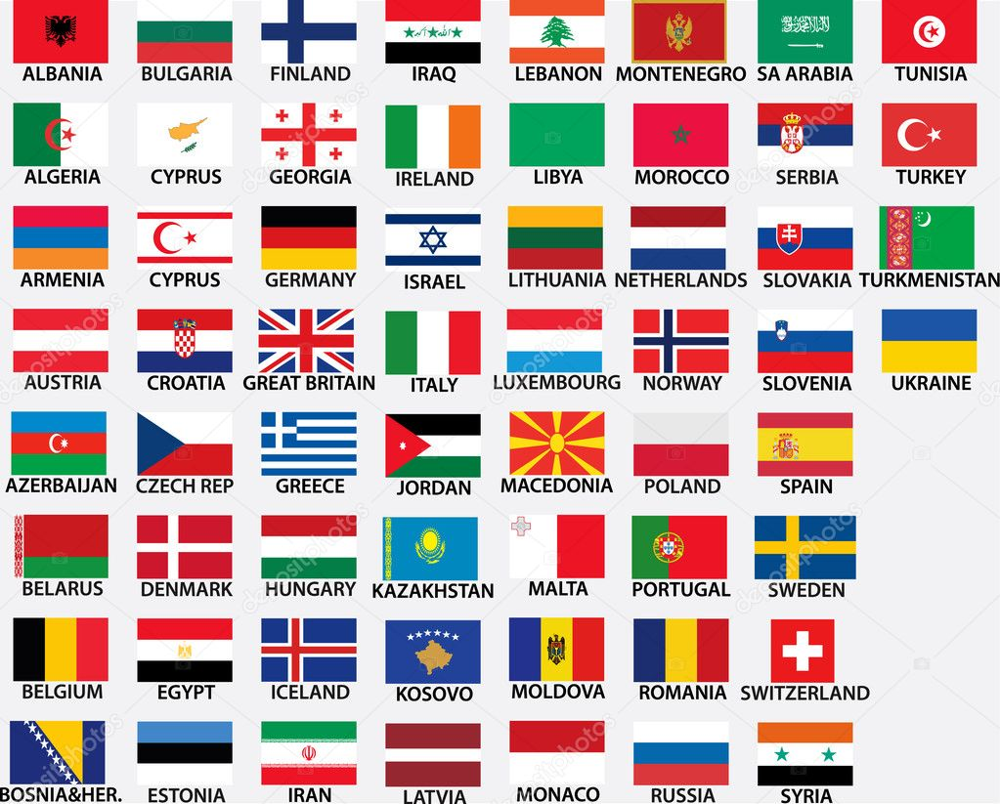 ALBANIA BULGARIA FINLAND IRAQ LEBANON MONTENEGRO SA ARABIA TUNISIA
ALGERIA CYPRUS GEORGIA IRELAND LIBYA MOROCCO SERBIA TURKEY
ARMENIA CYPRUS GERMANY ISRAEL LITHUANIA NETHERLANDS SLOVAKIA TURKMENISTAN
AUSTRIA CROATIA GREAT BRITAIN ITALY LUXEMBOURG NORWAY SLOVENIA UKRAINE
AZERBAIJAN CZECH REP GREECE JORDAN MACEDONIA POLAND SPAIN
BELARUS DENMARK HUNGARY KAZAKHSTAN MALTA PORTUGAL SWEDEN
BELGIUM EGYPT ICELAND KOSOVO MOLDOVA ROMANIA SWITZERLAND
BOSNIA&HER. ESTONIA IRAN LATVIA MONACO RUSSIA SYRIA